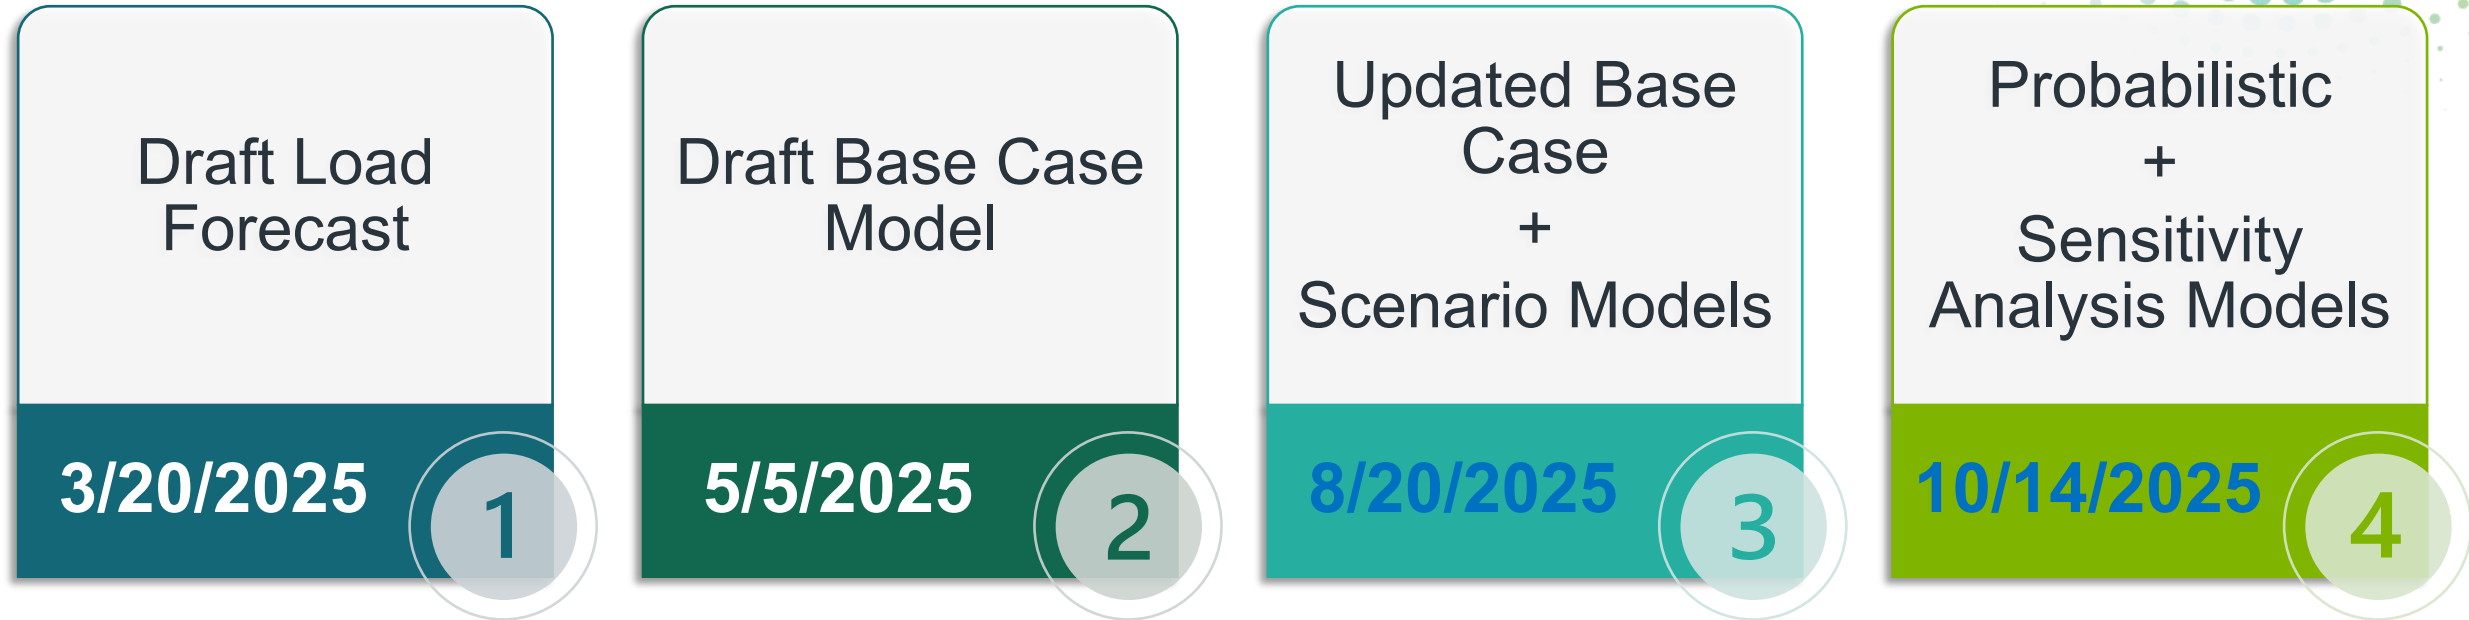 Draft Load
Forecast
3/20/2025
1
Draft Base Case
Model
5/5/2025
2
Updated Base
Case
+
Scenario Models
8/20/2025
3
Probabilistic
+
Sensitivity
Analysis Models
10/14/2025
4